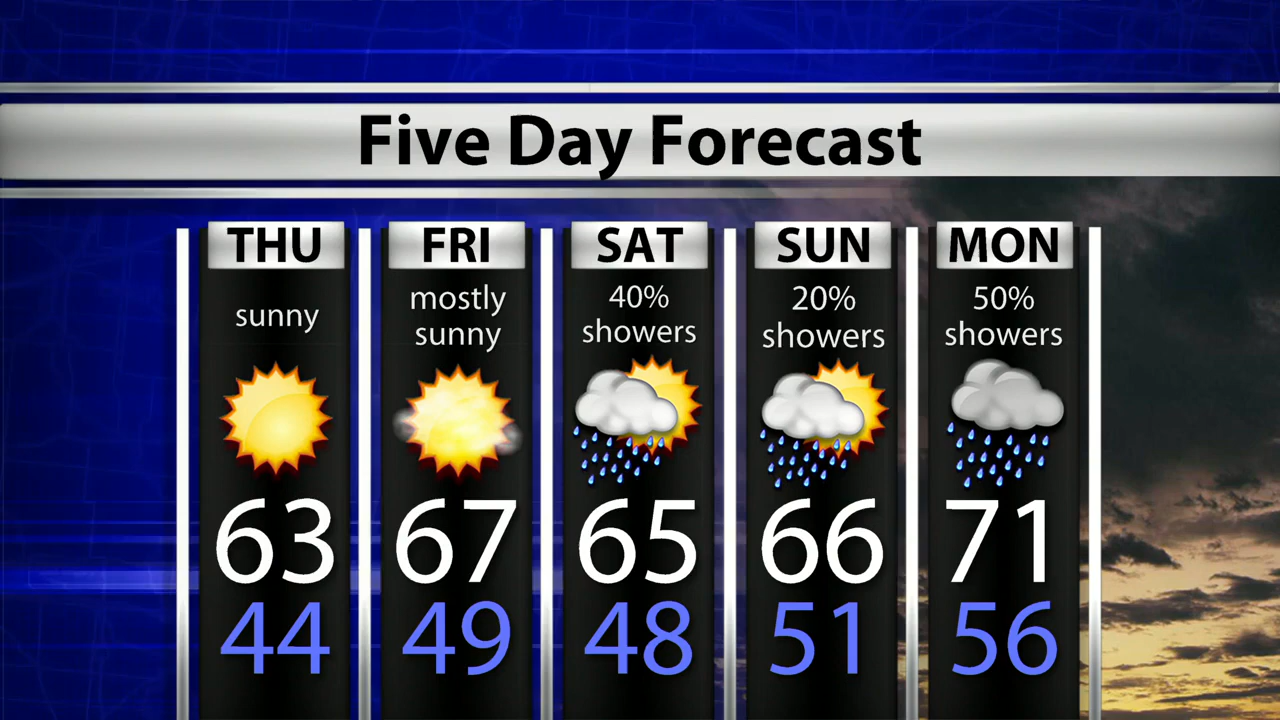 Five Day Forecast
THU
sunny
63
44
FRI
mostly
sunny
67
49
SAT
40%
showers
65
48
SUN
20%
showers
66
51
MON
50%
showers
71
56